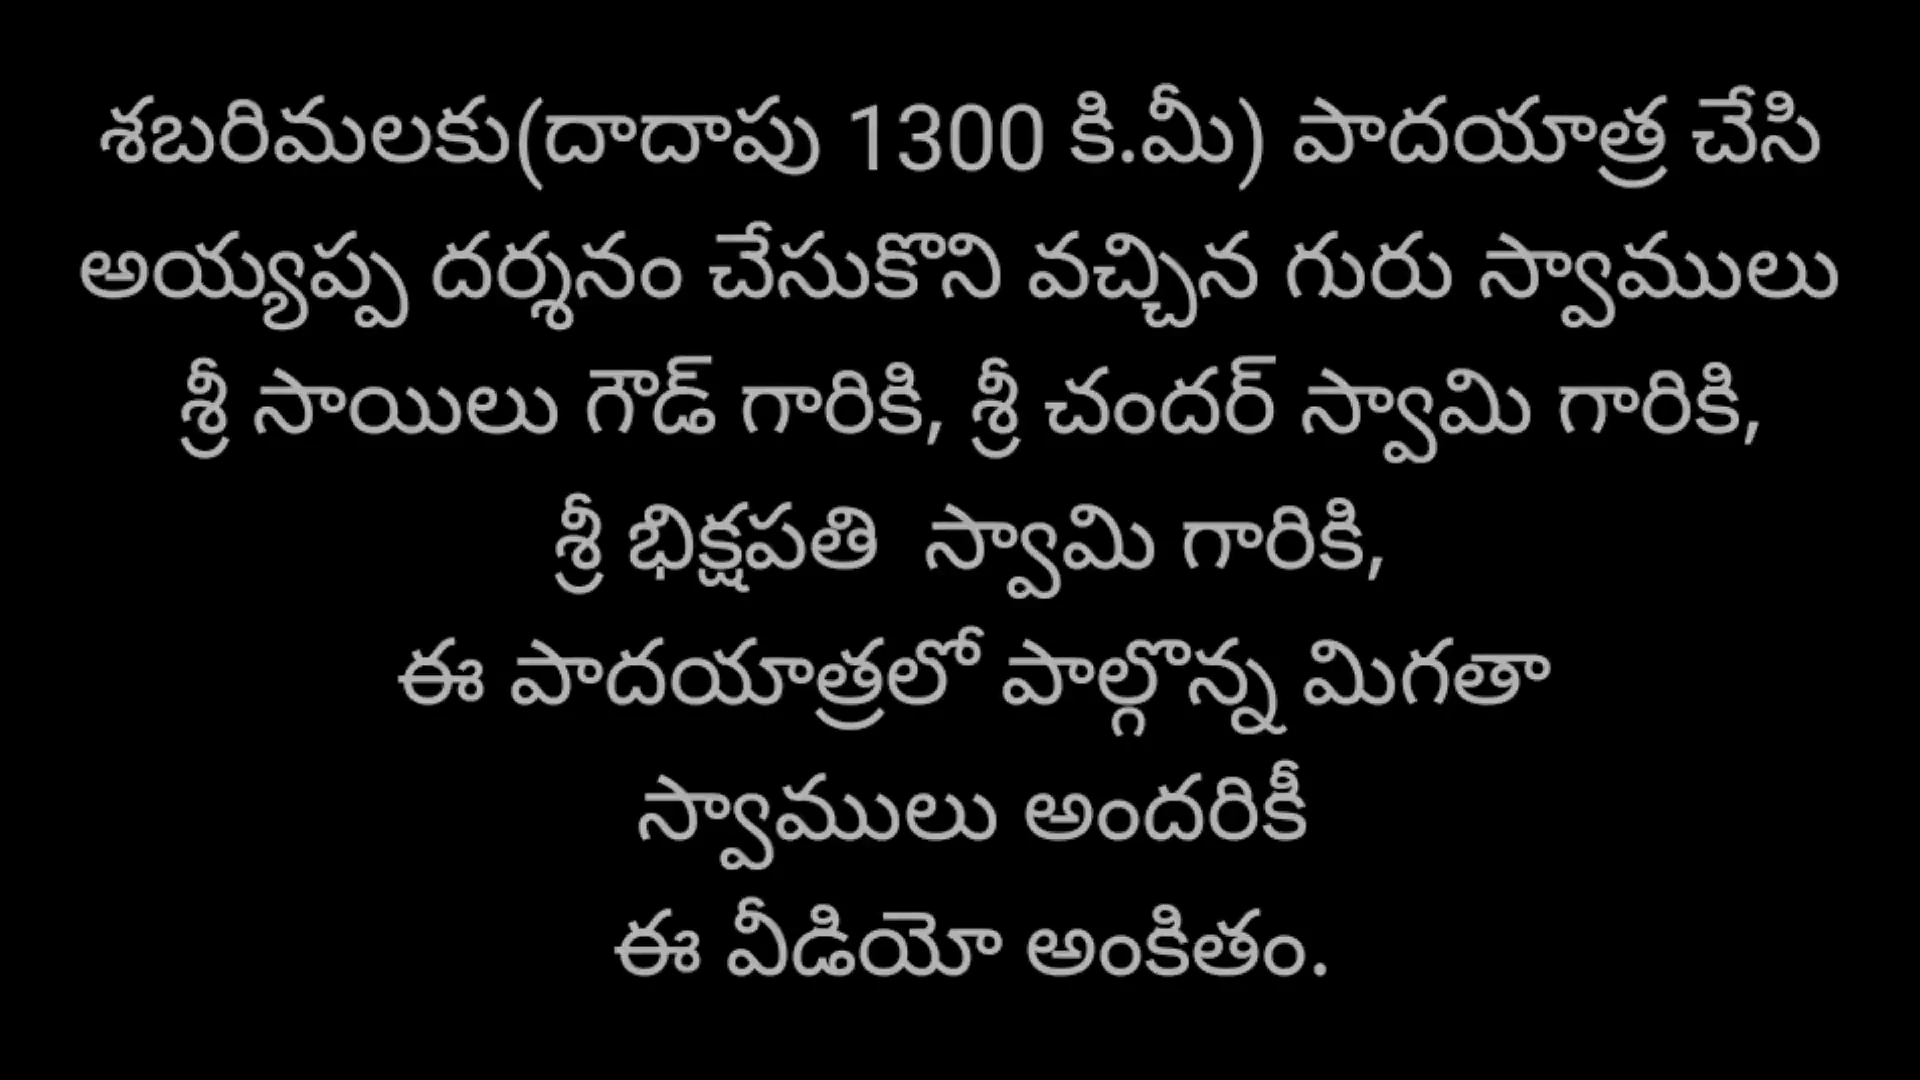 శబరిమలకు(దాదాపు 1300 కి.మీ) పాదయాత్ర చేసి
అయ్యప్ప దర్శనం చేసుకొని వచ్చిన గురు స్వాములు
శ్రీ సాయిలు గౌడ్ గారికి, శ్రీ చందర్ స్వామి గారికి,
శ్రీ భిక్షపతి స్వామి గారికి,
ఈ పాదయాత్రలో పాల్గొన్న మిగతా
స్వాములు అందరికీ
ఈ వీడియో అంకితం.